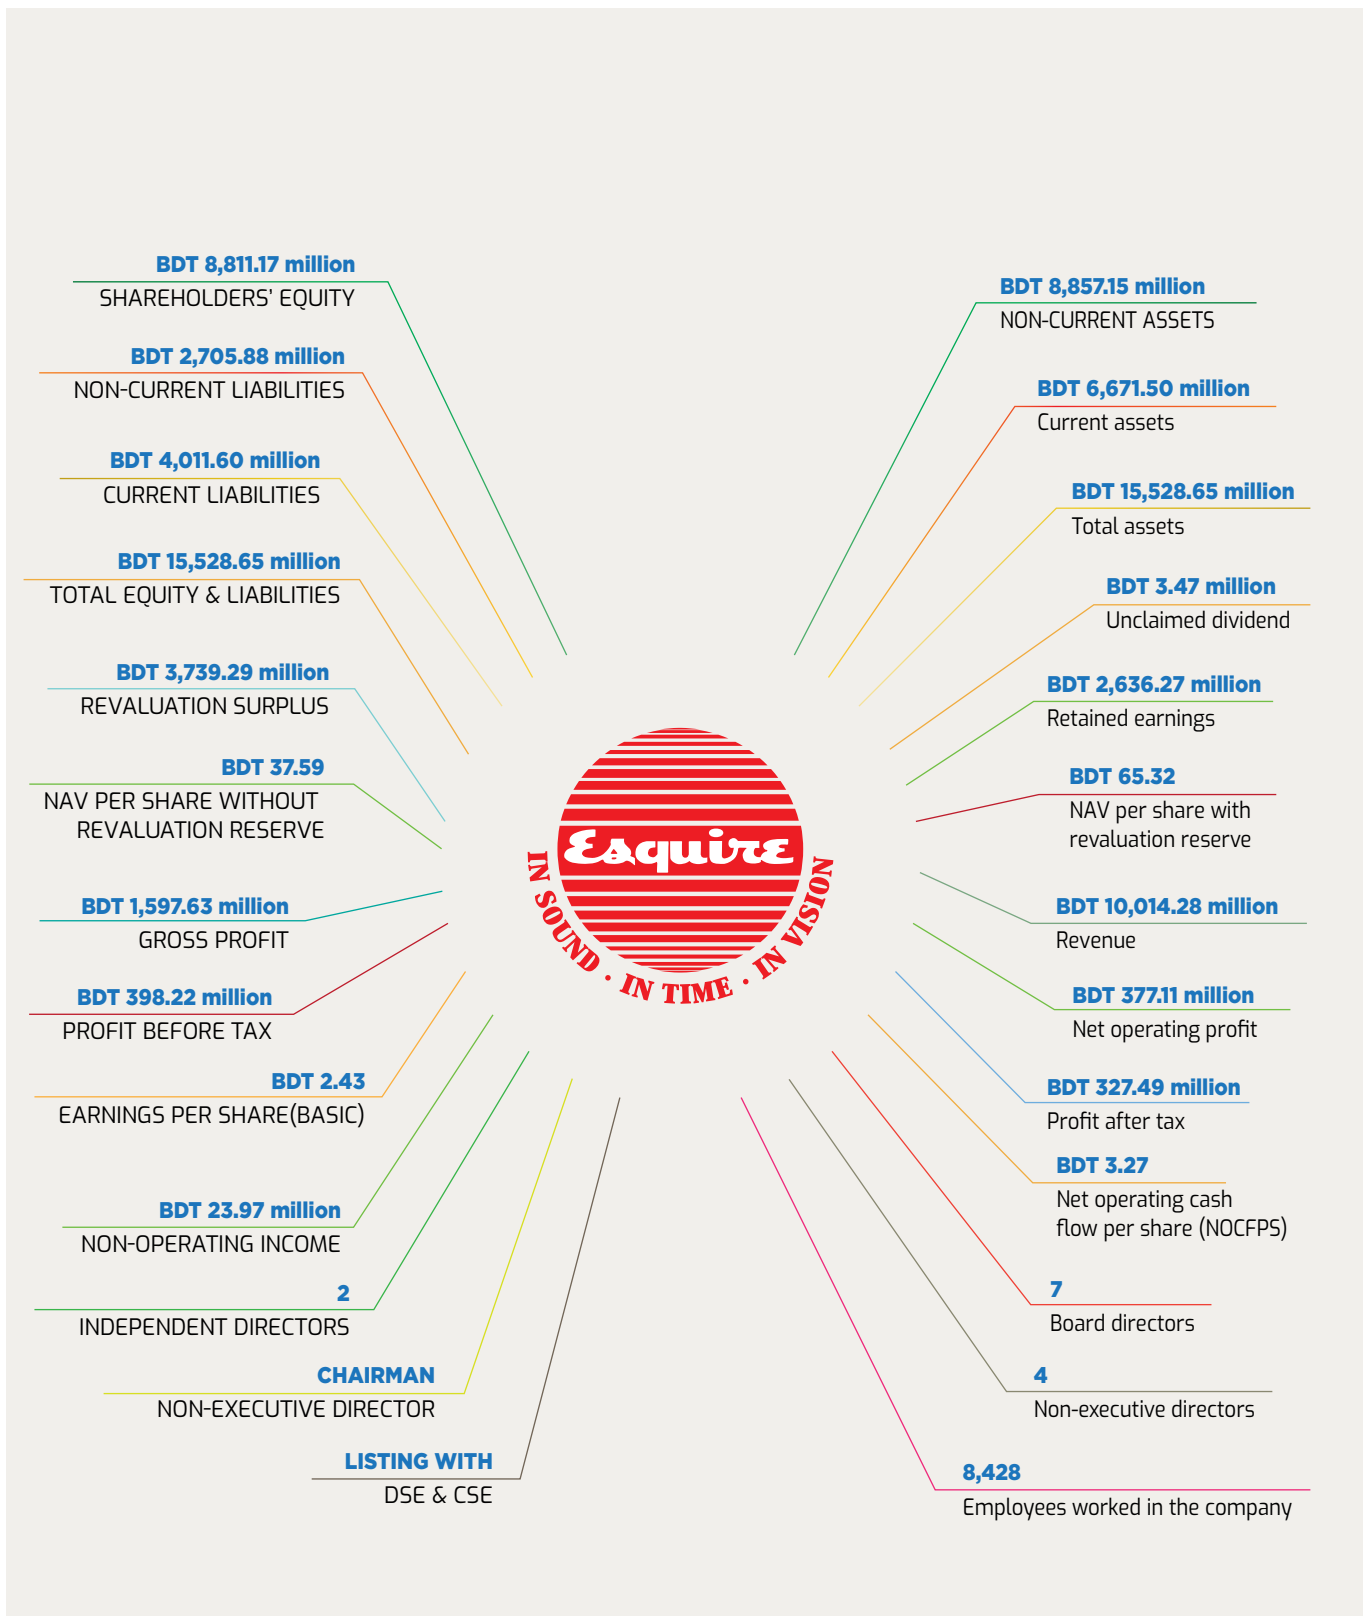 BDT 8,811.17 million
SHAREHOLDERS' EQUITY
BDT 2,705.88 million
NON-CURRENT LIABILITIES
BDT 4,011.60 million
CURRENT LIABILITIES
BDT 15,528.65 million
TOTAL EQUITY & LIABILITIES
BDT 3,739.29 million
REVALUATION SURPLUS
BDT 37.59
NAV PER SHARE WITHOUT
REVALUATION RESERVE
BDT 1,597.63 million
GROSS PROFIT
BDT 398.22 million
PROFIT BEFORE TAX
BDT 2.43
EARNINGS PER SHARE(BASIC)
BDT 23.97 million
NON-OPERATING INCOME
2
INDEPENDENT DIRECTORS
CHAIRMAN
NON-EXECUTIVE DIRECTOR
LISTING WITH
DSE & CSE
Esquire
IN SOUND · IN TIME · IN VISION
BDT 8,857.15 million
NON-CURRENT ASSETS
BDT 6,671.50 million
Current assets
BDT 15,528.65 million
Total assets
BDT 3.47 million
Unclaimed dividend
BDT 2,636.27 million
Retained earnings
BDT 65.32
NAV per share with
revaluation reserve
BDT 10,014.28 million
Revenue
BDT 377.11 million
Net operating profit
BDT 327.49 million
Profit after tax
BDT 3.27
Net operating cash
flow per share (NOCFPS)
7
Board directors
4
Non-executive directors
8,428
Employees worked in the company